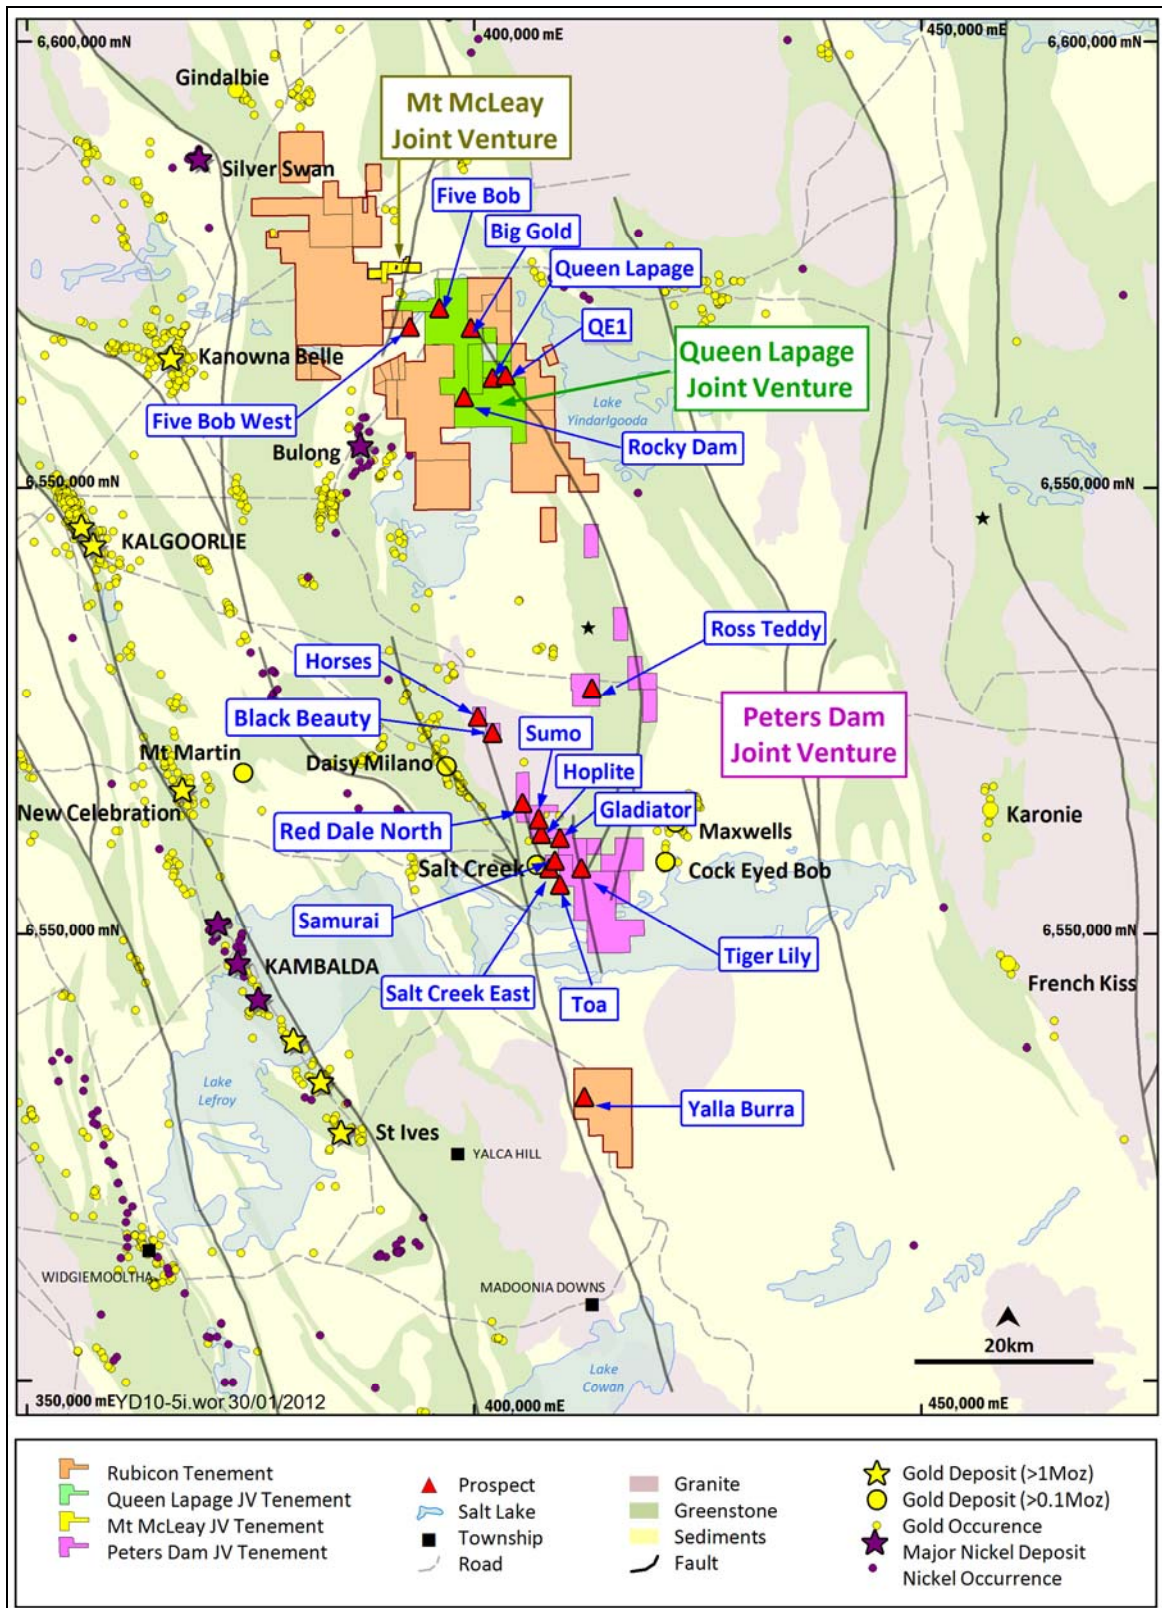 6,600,000 mN
400,000 mE
450,000 mE
6,600,000 mN
Gindalbie
Mt McLeay
Joint Venture
Silver Swan
Five Bob
Big Gold
Queen Lapage
QE1
Kanowna Belle
Queen Lapage
Joint Venture
Five Bob West
Lake
Yindarlgooda
Rocky Dam
Bulong
6,550,000 mN
6,550,000 mN
KALGOORLIE
Ross Teddy
Horses
Black Beauty
Peters Dam
Joint Venture
Sumo
Mt Martin
Daisy Milano
Hoplite
Gladiator
New Celebration
Karonie
Red Dale North
Maxwells
Salt Creek
Cock Eyed Bob
Samurai
6,550,000 mN
6,550,000 mN
Tiger Lily
KAMBALDA
Salt Creek East
Toa
French Kiss
Lake
Lefroy
Yalla Burra
St Ives
YALCA HILL
WIDGIEMOOLTHA
MADOONIA DOWNS
20km
Lake
Cowan
350,000 mE
YD10-5i.wor 30/01/2012
400,000 mE
450,000 mE
Rubicon Tenement
Queen Lapage JV Tenement
Mt McLeay JV Tenement
Peters Dam JV Tenement
Prospect
Salt Lake
Township
Road
Granite
Greenstone
Sediments
Fault
Gold Deposit (>1Moz)
Gold Deposit (>0.1Moz)
Gold Occurence
Major Nickel Deposit
Nickel Occurrence